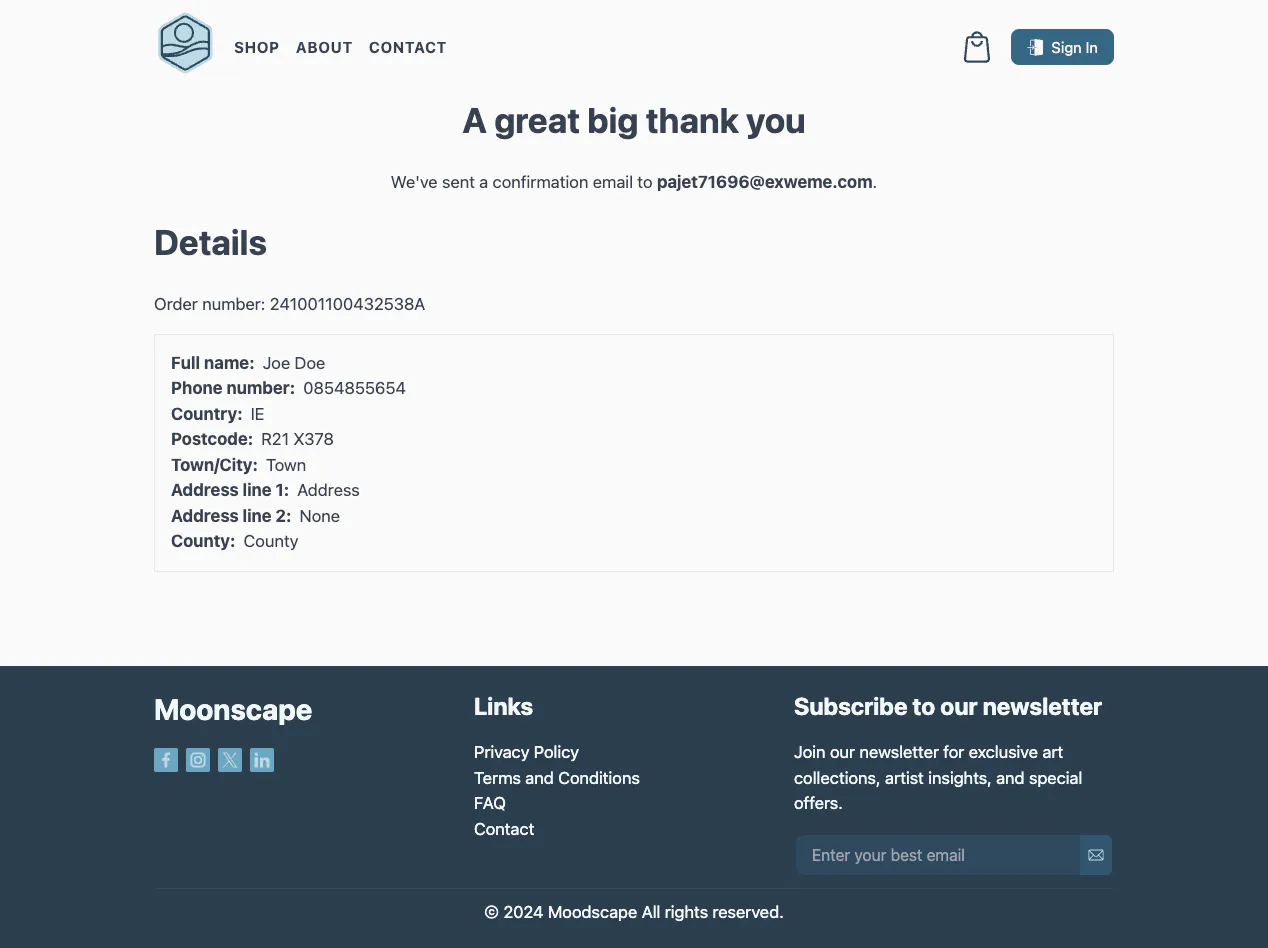 SHOP ABOUT CONTACT
Sign In
A great big thank you
We've sent a confirmation email to pajet71696@exweme.com.
Details
Order number: 241001100432538A
Full name: Joe Doe
Phone number: 0854855654
Country: IE
Postcode: R21 X378
Town/City: Town
Address line 1: Address
Address line 2: None
County: County
Moonscape
Links
Privacy Policy
Terms and Conditions
FAQ
Contact
Subscribe to our newsletter
Join our newsletter for exclusive art
collections, artist insights, and special
offers.
Enter your best email
© 2024 Moodscape All rights reserved.